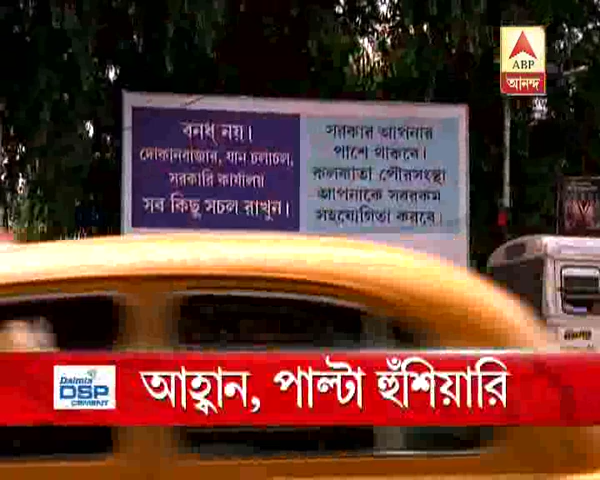 ABP
আনন্দ
বনধ্ নয়।
দোকানবাজার, যান চলাচল,
সরকারি কার্যালয়
সব কিছু সচল রাখুন।
সরকার আপনার
পাশে থাকবে।
কলকাতা পৌরসংস্থা
আপনাকে সবরকম
সহযোগিতা করবে।
Dalmia
DSP
CEMENT
আহ্বান, পাল্টা হুঁশিয়ারি